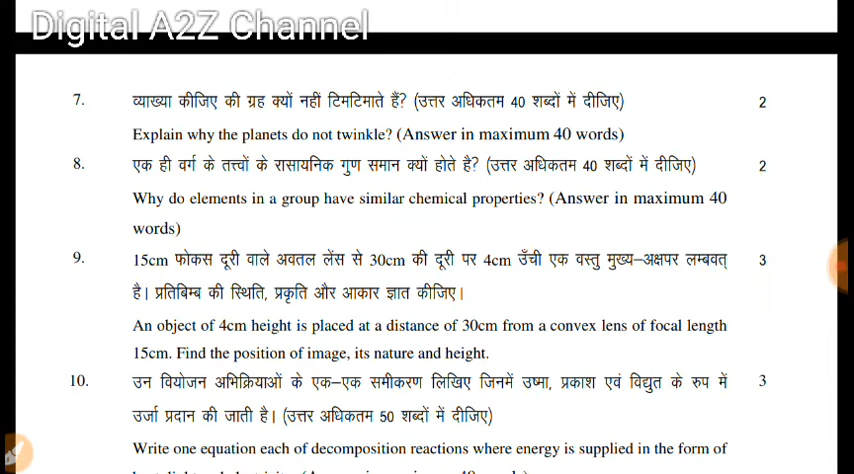 Digital A2Z Channel
7. व्याख्या कीजिए की ग्रह क्यों नहीं टिमटिमाते हैं? (उत्तर अधिकतम 40 शब्दों में दीजिए) 2
Explain why the planets do not twinkle? (Answer in maximum 40 words)
8. एक ही वर्ग के तत्त्वों के रासायनिक गुण समान क्यों होते है? (उत्तर अधिकतम 40 शब्दों में दीजिए) 2
Why do elements in a group have similar chemical properties? (Answer in maximum 40
words)
9. 15cm फोकस दूरी वाले अवतल लेंस से 30cm की दूरी पर 4cm उँची एक वस्तु मुख्य–अक्षपर लम्बवत् 3
है। प्रतिबिम्ब की स्थिति, प्रकृति और आकार ज्ञात कीजिए।
An object of 4cm height is placed at a distance of 30cm from a convex lens of focal length
15cm. Find the position of image, its nature and height.
10. उन वियोजन अभिक्रियाओं के एक–एक समीकरण लिखिए जिनमें उष्मा, प्रकाश एवं विद्युत के रुप में 3
उर्जा प्रदान की जाती है। (उत्तर अधिकतम 50 शब्दों में दीजिए)
Write one equation each of decomposition reactions where energy is supplied in the form of